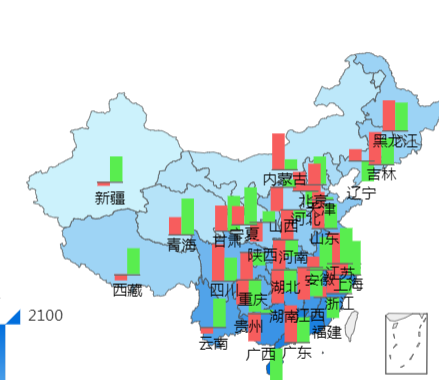 黑龙江
吉林
内蒙古
辽宁
新疆
北京
天津
河北
山西
宁夏
山东
甘肃
青海
陕西
河南
江苏
安徽
上海
西藏
四川
湖北
重庆
浙江
2100
湖南
江西
贵州
福建
云南
广西
广东